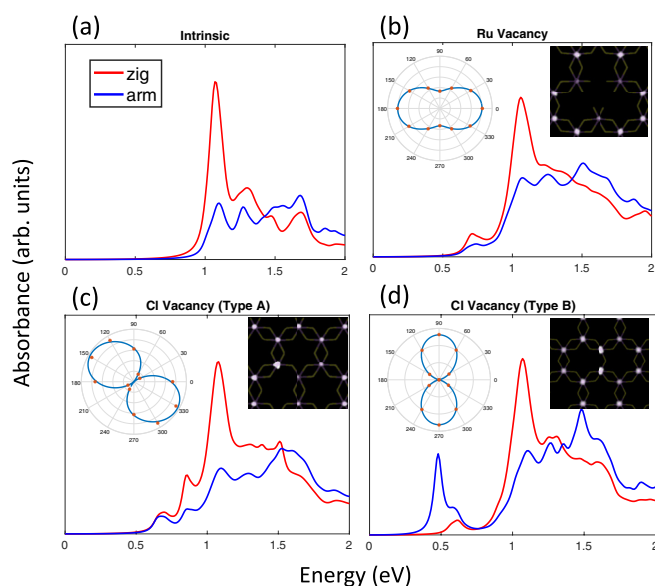 (a)
Intrinsic
zig
arm
0 0.5 1 1.5 2
(b)
Ru Vacancy
90
120 60
150 30
180 0
210 330
240 300
270
0 0.5 1 1.5 2
(c)
Cl Vacancy (Type A)
90
120 60
150 30
180 0
210 330
240 300
270
0 0.5 1 1.5 2
(d)
Cl Vacancy (Type B)
90
120 60
150 30
180 0
210 330
240 300
270
0 0.5 1 1.5 2
Absorbance (arb. units)
Energy (eV)